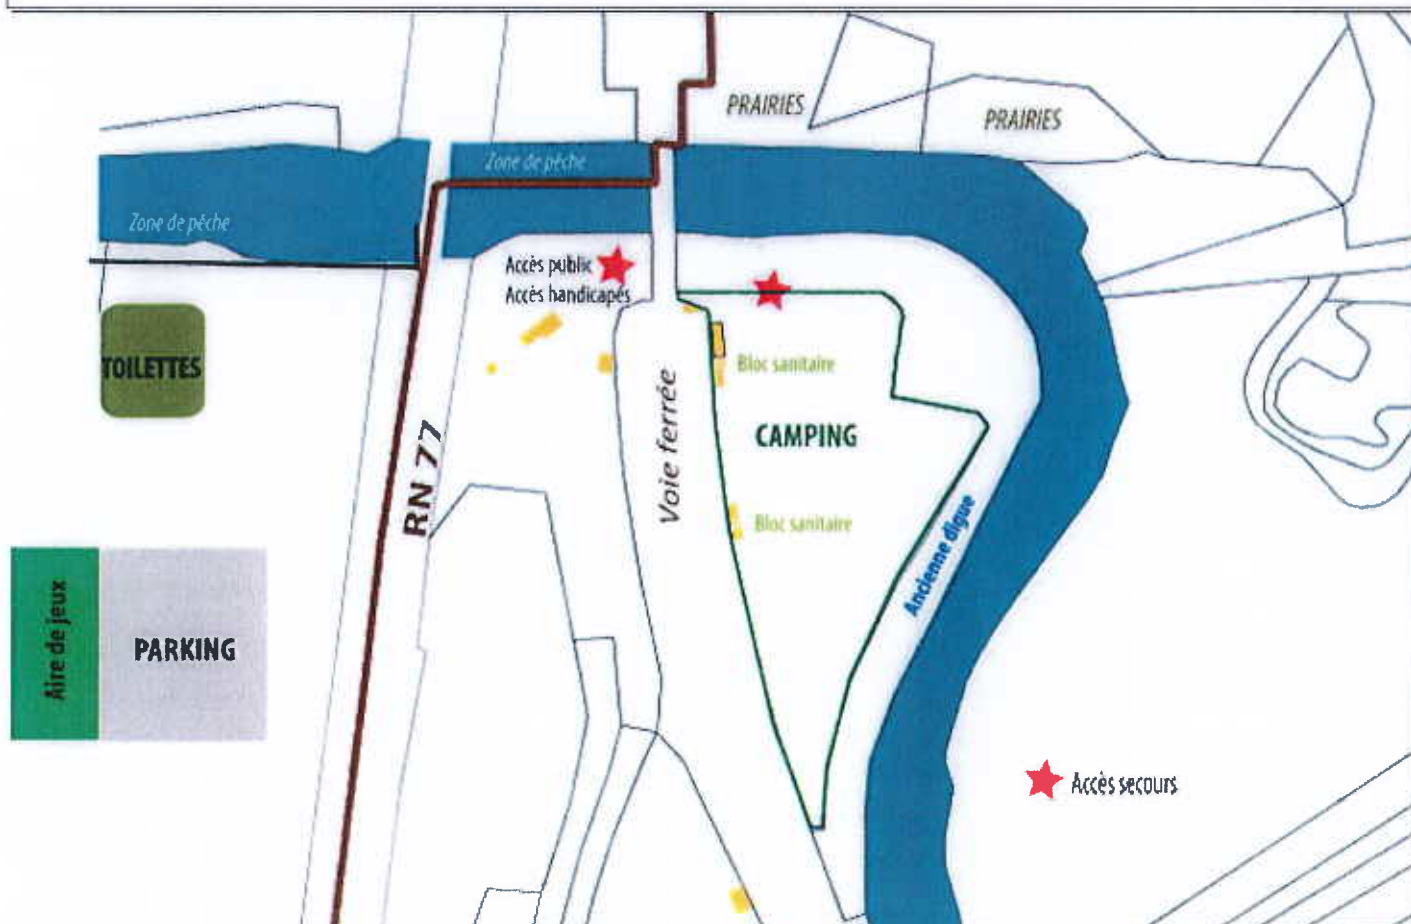 PRAIRIES
PRAIRIES
Zone de pêche
Zone de pêche
Accès public
Accès handicapés
TOILETTES
Bloc sanitaire
Voie ferrée
CAMPING
RN 77
Bloc sanitaire
Ancienne digue
Aire de jeux
PARKING
Accès secours